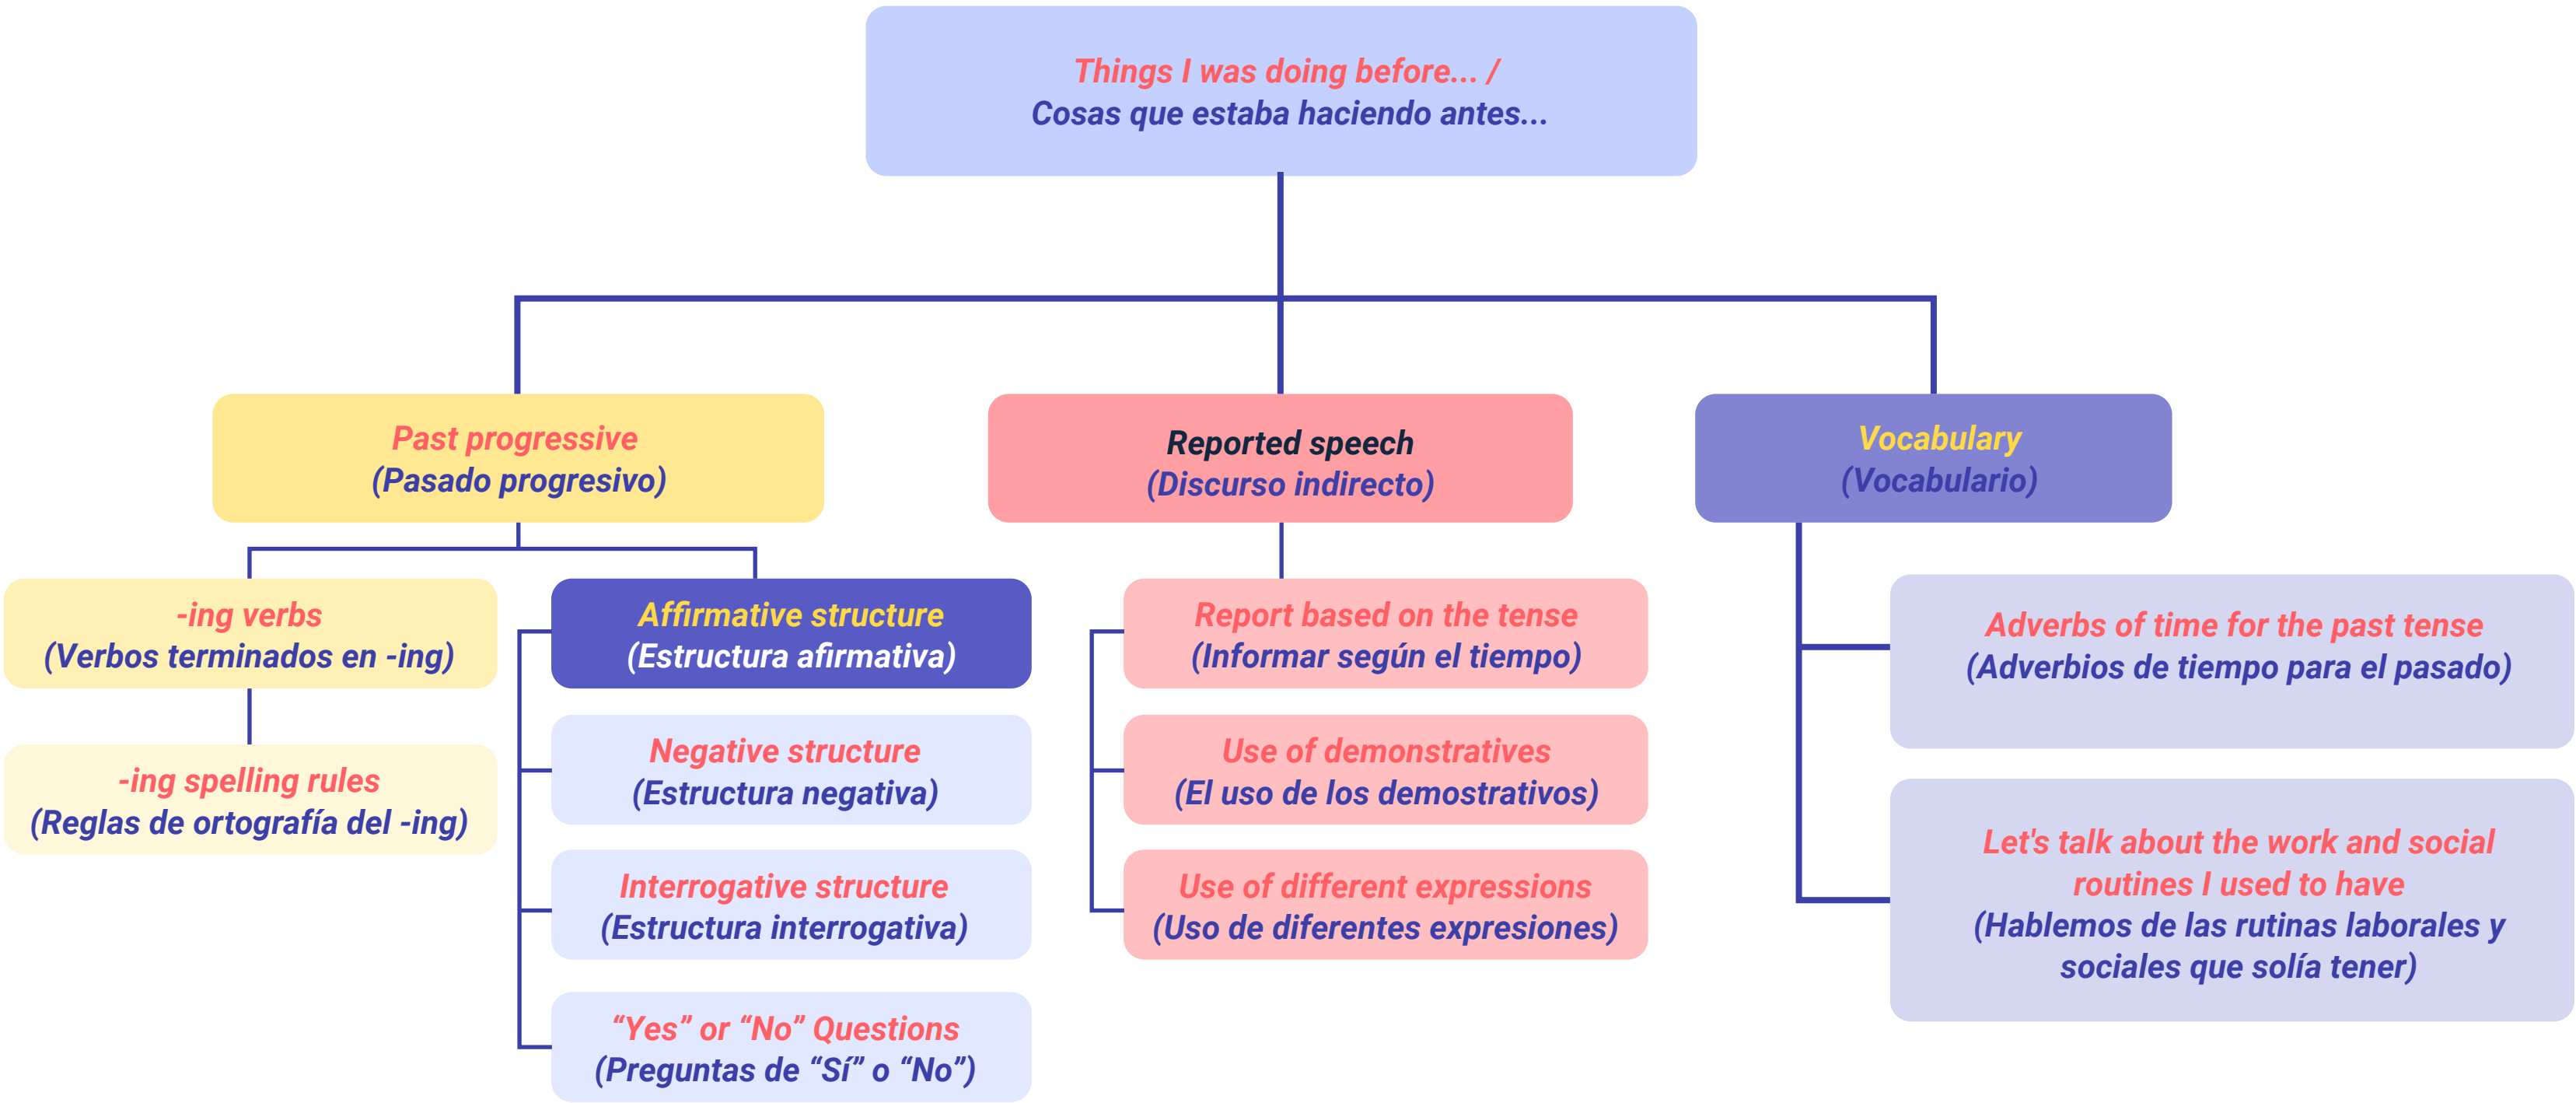 Things I was doing before... /
Cosas que estaba haciendo antes...
Past progressive
(Pasado progresivo)
Reported speech
(Discurso indirecto)
Vocabulary
(Vocabulario)
-ing verbs
(Verbos terminados en -ing)
-ing spelling rules
(Reglas de ortografía del -ing)
Affirmative structure
(Estructura afirmativa)
Negative structure
(Estructura negativa)
Interrogative structure
(Estructura interrogativa)
“Yes” or “No” Questions
(Preguntas de “Sí” o “No”)
Report based on the tense
(Informar según el tiempo)
Use of demonstratives
(El uso de los demostrativos)
Use of different expressions
(Uso de diferentes expresiones)
Adverbs of time for the past tense
(Adverbios de tiempo para el pasado)
Let's talk about the work and social
routines I used to have
(Hablemos de las rutinas laborales y
sociales que solía tener)